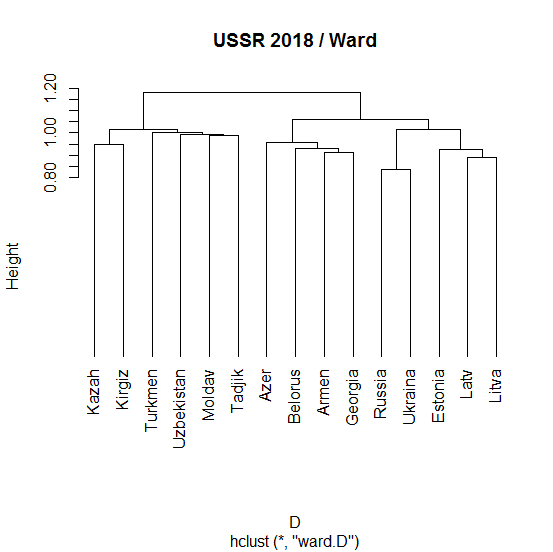 USSR 2018 / Ward
Height
1.20
1.00
0.80
Kazah
Kirgiz
Turkmen
Uzbekistan
Moldav
Tadjik
Azer
Belorus
Armen
Georgia
Russia
Ukraina
Estonia
Latv
Litva
D
hclust (*, "ward.D")